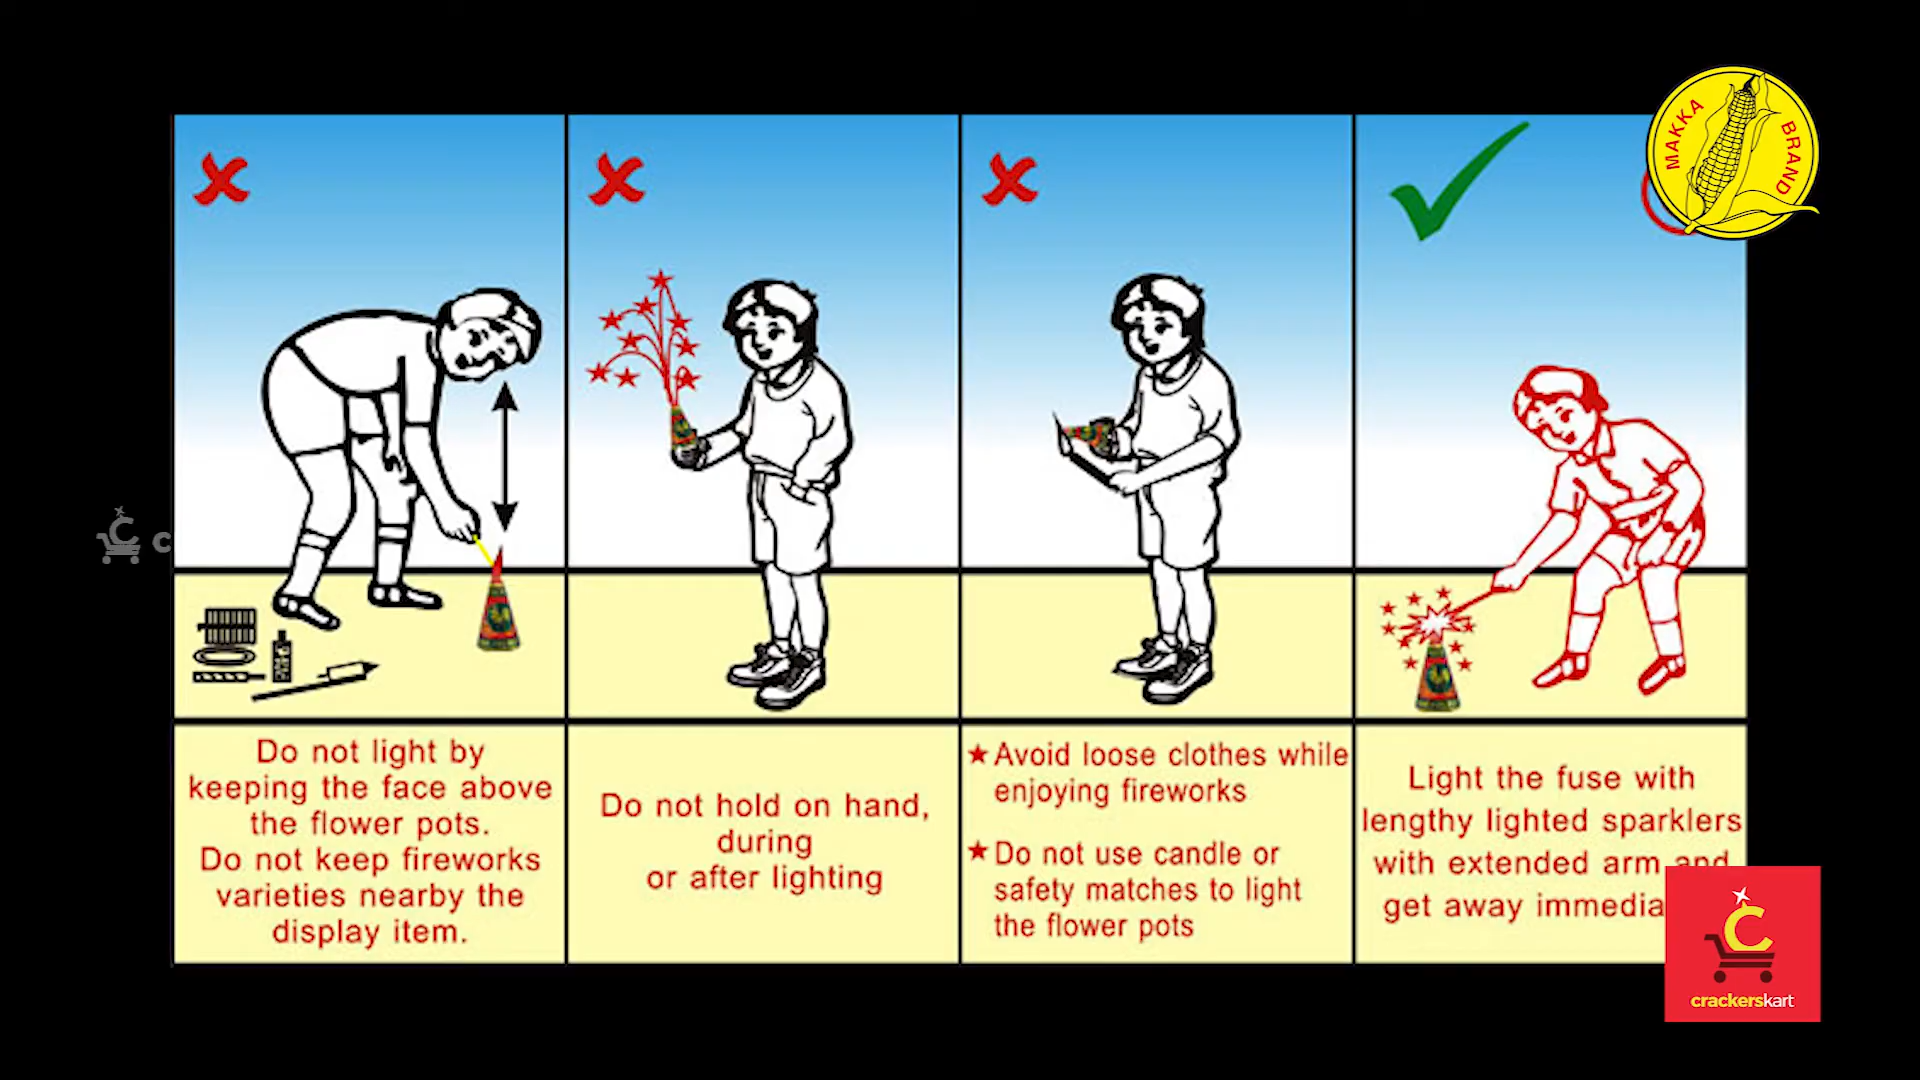 MAKKA BRAND
Do not light by
keeping the face above
the flower pots.
Do not keep fireworks
varieties nearby the
display item.
Do not hold on hand,
during
or after lighting
★ Avoid loose clothes while
enjoying fireworks
★ Do not use candle or
safety matches to light
the flower pots
Light the fuse with
lengthy lighted sparklers
with extended arm and
get away immedia
C
crackerskart